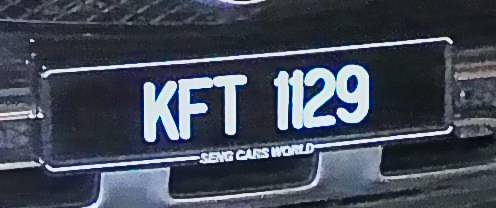 KFT 1129
SENG CARS WORLD